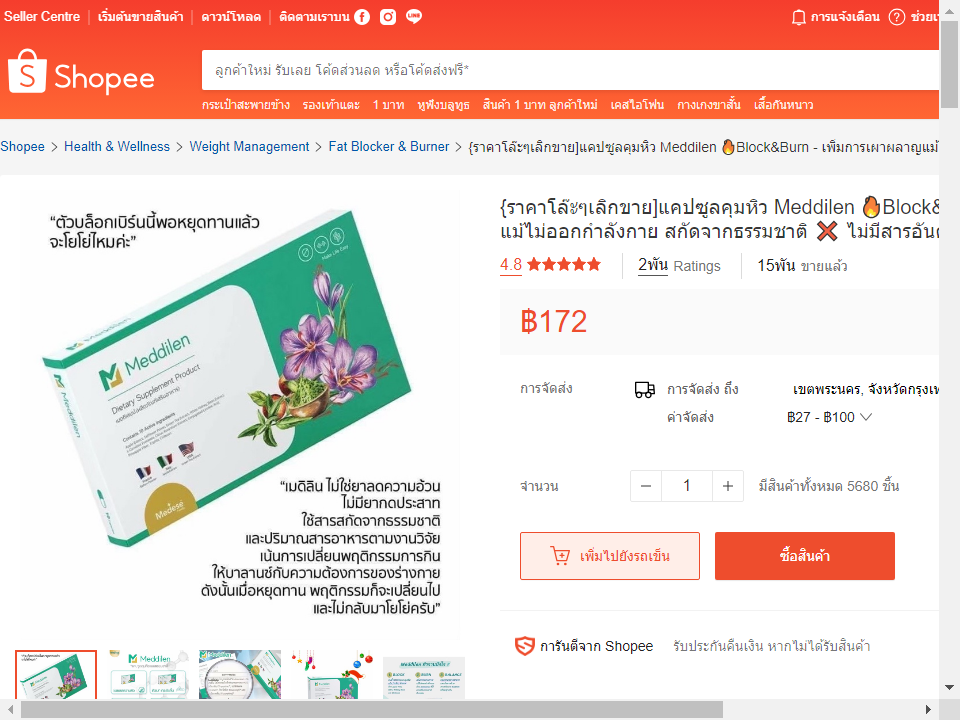 Seller Centre
เริ่มต้นขายสินค้า
ดาวน์โหลด
ติดตามเราบน
การแจ้งเตือน
Shopee
ลูกค้าใหม่ รับเลย โค้ดส่วนลด หรือโค้ดส่งฟรี*
กระเป๋าสะพายข้าง รองเท้าแตะ 1 บาท หูฟังบลูทูธ สินค้า 1 บาท ลูกค้าใหม่ เคสไอโฟน กางเกงขาสั้น เสื้อกันหนาว
Shopee > Health & Wellness > Weight Management > Fat Blocker & Burner > {ราคาโล๊ะๆเลิกขาย]แคปซูลคุมหิว Meddilen 🔥Block&Burn - เพิ่มการเผาผลาญแม้
“ตัวบล็อกเบิร์นนี้พอหยุดทานแล้ว
จะโยโย่ไหมค่ะ”
Make Life Easy
Meddilen
Dietary Supplement Product
Meddilen
Medese
“เมดิลิน ไม่ใช่ยาลดความอ้วน
ไม่มียากดประสาท
ใช้สารสกัดจากธรรมชาติ
และปริมาณสารอาหารตามงานวิจัย
เน้นการเปลี่ยนพฤติกรรมการกิน
ให้บาลานซ์กับความต้องการของร่างกาย
ดังนั้นเมื่อหยุดทาน พฤติกรรมก็จะเปลี่ยนไป
และไม่กลับมาโยโย่ครับ”
Meddilen
{ราคาโล๊ะๆเลิกขาย]แคปซูลคุมหิว Meddilen 🔥Block&
แม้ไม่ออกกำลังกาย สกัดจากธรรมชาติ ❌ ไม่มีสารอัน
4.8
2พัน Ratings
15พัน ขายแล้ว
฿172
การจัดส่ง
การจัดส่ง ถึง
เขตพระนคร, จังหวัดกรุงเท
ค่าจัดส่ง
฿27 - ฿100
จำนวน
1
มีสินค้าทั้งหมด 5680 ชิ้น
เพิ่มไปยังรถเข็น
ซื้อสินค้า
การันตีจาก Shopee
รับประกันคืนเงิน หากไม่ได้รับสินค้า